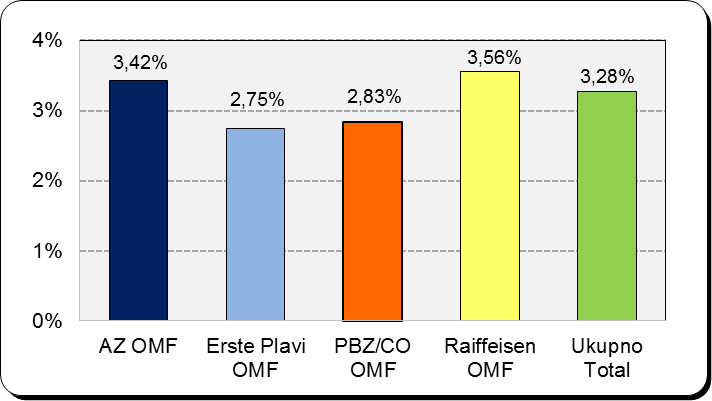 4%
3%
2%
1%
0%
3,42%
2,75%
2,83%
3,56%
3,28%
AZ OMF
Erste Plavi
OMF
PBZ/CO
OMF
Raiffeisen
OMF
Ukupno
Total